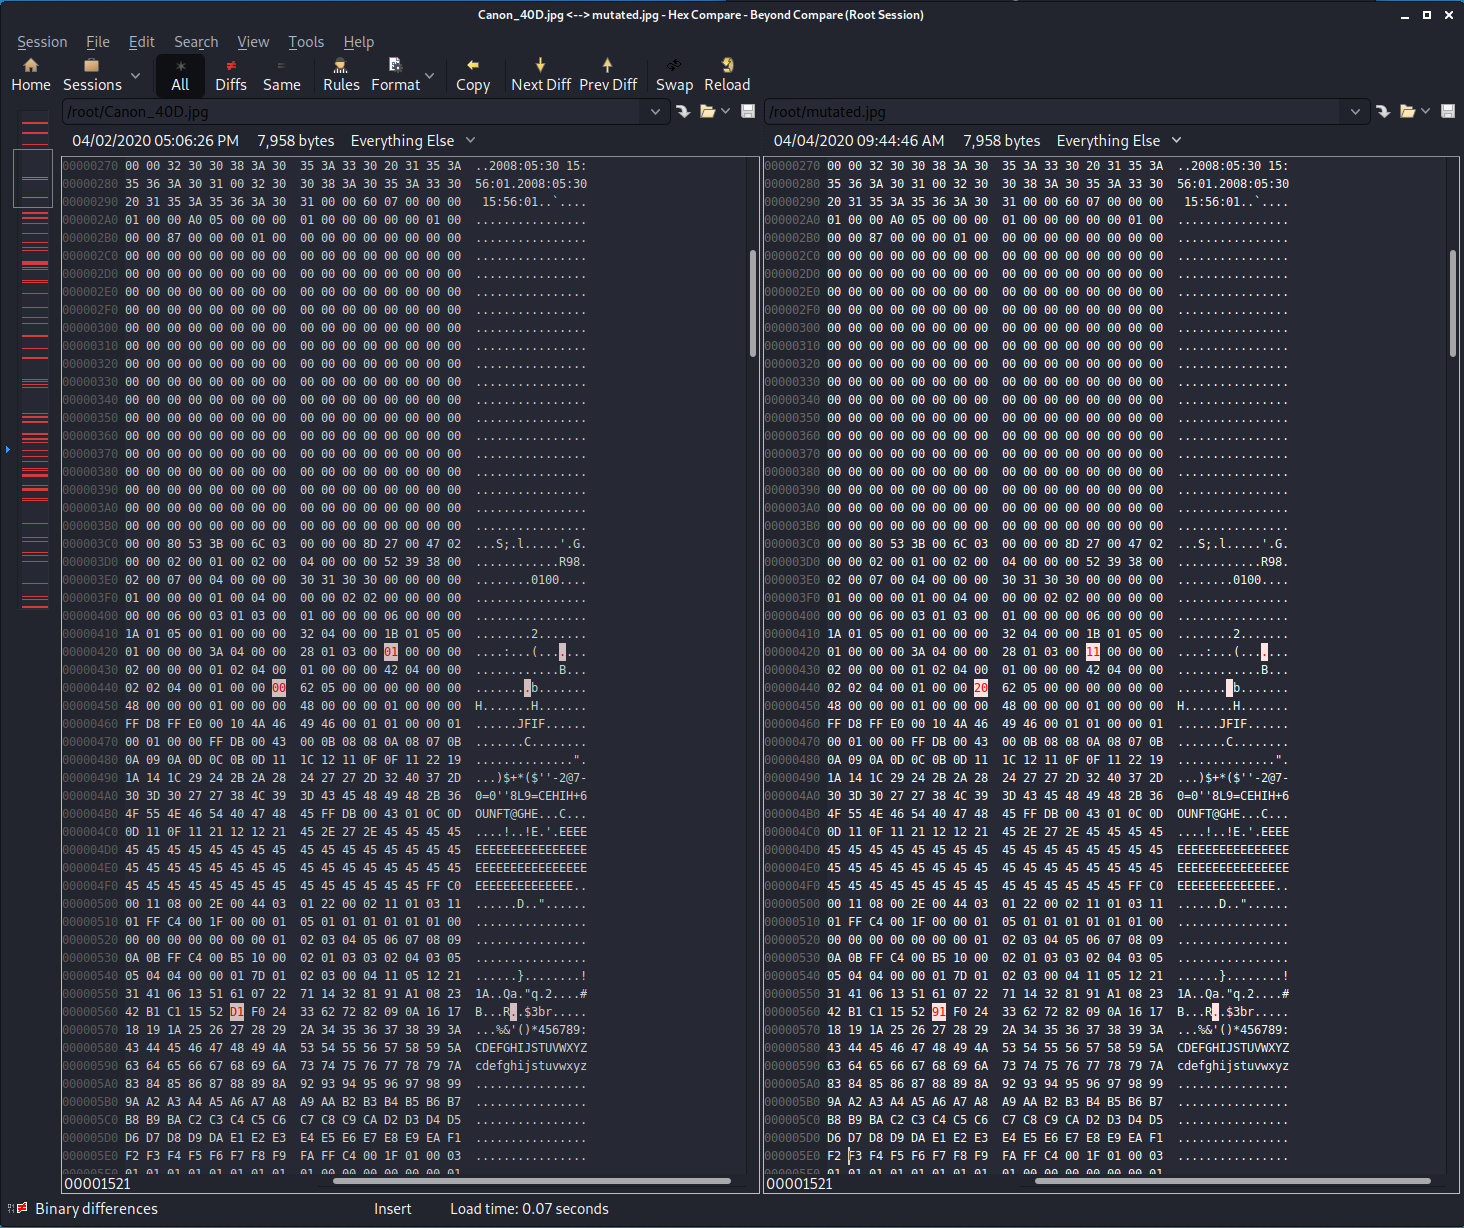 Canon_40D.jpg <--> mutated.jpg - Hex Compare - Beyond Compare (Root Session)
Session File Edit Search View Tools Help
Home Sessions All Diffs Same Rules Format Copy Next Diff Prev Diff Swap Reload
/root/Canon_40D.jpg
04/02/2020 05:06:26 PM 7,958 bytes Everything Else
00000270 00 00 32 30 30 38 3A 30 35 3A 33 30 20 31 35 3A ..2008:05:30 15:
00000280 35 36 3A 30 31 00 32 30 30 38 3A 30 35 3A 33 30 56:01.2008:05:30
00000290 20 31 35 3A 35 36 3A 30 31 00 00 60 07 00 00 00 15:56:01..`....
000002A0 01 00 00 A0 05 00 00 00 01 00 00 00 00 00 01 00 ................
000002B0 00 00 87 00 00 00 01 00 00 00 00 00 00 00 00 00 ................
000002C0 00 00 00 00 00 00 00 00 00 00 00 00 00 00 00 00 ................
000002D0 00 00 00 00 00 00 00 00 00 00 00 00 00 00 00 00 ................
000002E0 00 00 00 00 00 00 00 00 00 00 00 00 00 00 00 00 ................
000002F0 00 00 00 00 00 00 00 00 00 00 00 00 00 00 00 00 ................
00000300 00 00 00 00 00 00 00 00 00 00 00 00 00 00 00 00 ................
00000310 00 00 00 00 00 00 00 00 00 00 00 00 00 00 00 00 ................
00000320 00 00 00 00 00 00 00 00 00 00 00 00 00 00 00 00 ................
00000330 00 00 00 00 00 00 00 00 00 00 00 00 00 00 00 00 ................
00000340 00 00 00 00 00 00 00 00 00 00 00 00 00 00 00 00 ................
00000350 00 00 00 00 00 00 00 00 00 00 00 00 00 00 00 00 ................
00000360 00 00 00 00 00 00 00 00 00 00 00 00 00 00 00 00 ................
00000370 00 00 00 00 00 00 00 00 00 00 00 00 00 00 00 00 ................
00000380 00 00 00 00 00 00 00 00 00 00 00 00 00 00 00 00 ................
00000390 00 00 00 00 00 00 00 00 00 00 00 00 00 00 00 00 ................
000003A0 00 00 00 00 00 00 00 00 00 00 00 00 00 00 00 00 ................
000003B0 00 00 00 00 00 00 00 00 00 00 00 00 00 00 00 00 ................
000003C0 00 00 80 53 3B 00 6C 03 00 00 00 8D 27 00 47 02 ...S;.l.....'.G.
000003D0 00 00 02 00 01 00 02 00 04 00 00 00 52 39 38 00 ............R98.
000003E0 02 00 07 00 04 00 00 00 30 31 30 30 00 00 00 00 ........0100....
000003F0 01 00 00 00 01 00 04 00 00 00 02 02 00 00 00 00 ................
00000400 00 00 06 00 03 01 03 00 01 00 00 00 06 00 00 00 ................
00000410 1A 01 05 00 01 00 00 00 32 04 00 00 1B 01 05 00 ........2.......
00000420 01 00 00 00 3A 04 00 00 28 01 03 00 01 00 00 00 ....:...(.......
00000430 02 00 00 00 01 02 04 00 01 00 00 00 42 04 00 00 ............B...
00000440 02 02 04 00 01 00 00 00 62 05 00 00 00 00 00 00 ........b.......
00000450 48 00 00 00 01 00 00 00 48 00 00 00 01 00 00 00 H.......H.......
00000460 FF D8 FF E0 00 10 4A 46 49 46 00 01 01 00 00 01 ......JFIF......
00000470 00 01 00 00 FF DB 00 43 00 0B 08 08 0A 08 07 0B .......C........
00000480 0A 09 0A 0D 0C 0B 0D 11 1C 12 11 0F 0F 11 22 19 ..............".
00000490 1A 14 1C 29 24 2B 2A 28 24 27 27 2D 32 40 37 2D ...)$+*($''-2@7-
000004A0 30 3D 30 27 27 38 4C 39 3D 43 45 48 49 48 2B 36 0=0''8L9=CEHIH+6
000004B0 4F 55 4E 46 54 40 47 48 45 FF DB 00 43 01 0C 0D OUNFT@GHE...C...
000004C0 0D 11 0F 11 21 12 12 21 45 2E 27 2E 45 45 45 45 ....!..!E.'.EEEE
000004D0 45 45 45 45 45 45 45 45 45 45 45 45 45 45 45 45 EEEEEEEEEEEEEEEE
000004E0 45 45 45 45 45 45 45 45 45 45 45 45 45 45 45 45 EEEEEEEEEEEEEEEE
000004F0 45 45 45 45 45 45 45 45 45 45 45 45 45 45 FF C0 EEEEEEEEEEEEEE..
00000500 00 11 08 00 2E 00 44 03 01 22 00 02 11 01 03 11 ......D.."......
00000510 01 FF C4 00 1F 00 00 01 05 01 01 01 01 01 01 00 ................
00000520 00 00 00 00 00 00 00 01 02 03 04 05 06 07 08 09 ................
00000530 0A 0B FF C4 00 B5 10 00 02 01 03 03 02 04 03 05 ................
00000540 05 04 04 00 00 01 7D 01 02 03 00 04 11 05 12 21 ......}........!
00000550 31 41 06 13 51 61 07 22 71 14 32 81 91 A1 08 23 1A..Qa."q.2....#
00000560 42 B1 C1 15 52 D1 F0 24 33 62 72 82 09 0A 16 17 B...R..$3br.....
00000570 18 19 1A 25 26 27 28 29 2A 34 35 36 37 38 39 3A ...%&'()*456789:
00000580 43 44 45 46 47 48 49 4A 53 54 55 56 57 58 59 5A CDEFGHIJSTUVWXYZ
00000590 63 64 65 66 67 68 69 6A 73 74 75 76 77 78 79 7A cdefghijstuvwxyz
000005A0 83 84 85 86 87 88 89 8A 92 93 94 95 96 97 98 99 ................
000005B0 9A A2 A3 A4 A5 A6 A7 A8 A9 AA B2 B3 B4 B5 B6 B7 ................
000005C0 B8 B9 BA C2 C3 C4 C5 C6 C7 C8 C9 CA D2 D3 D4 D5 ................
000005D0 D6 D7 D8 D9 DA E1 E2 E3 E4 E5 E6 E7 E8 E9 EA F1 ................
000005E0 F2 F3 F4 F5 F6 F7 F8 F9 FA FF C4 00 1F 01 00 03 ................
000005F0 01 01 01 01 01 01 01 01 01 00 00 00 00 00 00 01 ................
00001521
/root/mutated.jpg
04/04/2020 09:44:46 AM 7,958 bytes Everything Else
00000270 00 00 32 30 30 38 3A 30 35 3A 33 30 20 31 35 3A ..2008:05:30 15:
00000280 35 36 3A 30 31 00 32 30 30 38 3A 30 35 3A 33 30 56:01.2008:05:30
00000290 20 31 35 3A 35 36 3A 30 31 00 00 60 07 00 00 00 15:56:01..`....
000002A0 01 00 00 A0 05 00 00 00 01 00 00 00 00 00 01 00 ................
000002B0 00 00 87 00 00 00 01 00 00 00 00 00 00 00 00 00 ................
000002C0 00 00 00 00 00 00 00 00 00 00 00 00 00 00 00 00 ................
000002D0 00 00 00 00 00 00 00 00 00 00 00 00 00 00 00 00 ................
000002E0 00 00 00 00 00 00 00 00 00 00 00 00 00 00 00 00 ................
000002F0 00 00 00 00 00 00 00 00 00 00 00 00 00 00 00 00 ................
00000300 00 00 00 00 00 00 00 00 00 00 00 00 00 00 00 00 ................
00000310 00 00 00 00 00 00 00 00 00 00 00 00 00 00 00 00 ................
00000320 00 00 00 00 00 00 00 00 00 00 00 00 00 00 00 00 ................
00000330 00 00 00 00 00 00 00 00 00 00 00 00 00 00 00 00 ................
00000340 00 00 00 00 00 00 00 00 00 00 00 00 00 00 00 00 ................
00000350 00 00 00 00 00 00 00 00 00 00 00 00 00 00 00 00 ................
00000360 00 00 00 00 00 00 00 00 00 00 00 00 00 00 00 00 ................
00000370 00 00 00 00 00 00 00 00 00 00 00 00 00 00 00 00 ................
00000380 00 00 00 00 00 00 00 00 00 00 00 00 00 00 00 00 ................
00000390 00 00 00 00 00 00 00 00 00 00 00 00 00 00 00 00 ................
000003A0 00 00 00 00 00 00 00 00 00 00 00 00 00 00 00 00 ................
000003B0 00 00 00 00 00 00 00 00 00 00 00 00 00 00 00 00 ................
000003C0 00 00 80 53 3B 00 6C 03 00 00 00 8D 27 00 47 02 ...S;.l.....'.G.
000003D0 00 00 02 00 01 00 02 00 04 00 00 00 52 39 38 00 ............R98.
000003E0 02 00 07 00 04 00 00 00 30 31 30 30 00 00 00 00 ........0100....
000003F0 01 00 00 00 01 00 04 00 00 00 02 02 00 00 00 00 ................
00000400 00 00 06 00 03 01 03 00 01 00 00 00 06 00 00 00 ................
00000410 1A 01 05 00 01 00 00 00 32 04 00 00 1B 01 05 00 ........2.......
00000420 01 00 00 00 3A 04 00 00 28 01 03 00 11 00 00 00 ....:...(.......
00000430 02 00 00 00 01 02 04 00 01 00 00 00 42 04 00 00 ............B...
00000440 02 02 04 00 01 00 00 20 62 05 00 00 00 00 00 00 ....... b.......
00000450 48 00 00 00 01 00 00 00 48 00 00 00 01 00 00 00 H.......H.......
00000460 FF D8 FF E0 00 10 4A 46 49 46 00 01 01 00 00 01 ......JFIF......
00000470 00 01 00 00 FF DB 00 43 00 0B 08 08 0A 08 07 0B .......C........
00000480 0A 09 0A 0D 0C 0B 0D 11 1C 12 11 0F 0F 11 22 19 ..............".
00000490 1A 14 1C 29 24 2B 2A 28 24 27 27 2D 32 40 37 2D ...)$+*($''-2@7-
000004A0 30 3D 30 27 27 38 4C 39 3D 43 45 48 49 48 2B 36 0=0''8L9=CEHIH+6
000004B0 4F 55 4E 46 54 40 47 48 45 FF DB 00 43 01 0C 0D OUNFT@GHE...C...
000004C0 0D 11 0F 11 21 12 12 21 45 2E 27 2E 45 45 45 45 ....!..!E.'.EEEE
000004D0 45 45 45 45 45 45 45 45 45 45 45 45 45 45 45 45 EEEEEEEEEEEEEEEE
000004E0 45 45 45 45 45 45 45 45 45 45 45 45 45 45 45 45 EEEEEEEEEEEEEEEE
000004F0 45 45 45 45 45 45 45 45 45 45 45 45 45 45 FF C0 EEEEEEEEEEEEEE..
00000500 00 11 08 00 2E 00 44 03 01 22 00 02 11 01 03 11 ......D.."......
00000510 01 FF C4 00 1F 00 00 01 05 01 01 01 01 01 01 00 ................
00000520 00 00 00 00 00 00 00 01 02 03 04 05 06 07 08 09 ................
00000530 0A 0B FF C4 00 B5 10 00 02 01 03 03 02 04 03 05 ................
00000540 05 04 04 00 00 01 7D 01 02 03 00 04 11 05 12 21 ......}........!
00000550 31 41 06 13 51 61 07 22 71 14 32 81 91 A1 08 23 1A..Qa."q.2....#
00000560 42 B1 C1 15 52 91 F0 24 33 62 72 82 09 0A 16 17 B...R..$3br.....
00000570 18 19 1A 25 26 27 28 29 2A 34 35 36 37 38 39 3A ...%&'()*456789:
00000580 43 44 45 46 47 48 49 4A 53 54 55 56 57 58 59 5A CDEFGHIJSTUVWXYZ
00000590 63 64 65 66 67 68 69 6A 73 74 75 76 77 78 79 7A cdefghijstuvwxyz
000005A0 83 84 85 86 87 88 89 8A 92 93 94 95 96 97 98 99 ................
000005B0 9A A2 A3 A4 A5 A6 A7 A8 A9 AA B2 B3 B4 B5 B6 B7 ................
000005C0 B8 B9 BA C2 C3 C4 C5 C6 C7 C8 C9 CA D2 D3 D4 D5 ................
000005D0 D6 D7 D8 D9 DA E1 E2 E3 E4 E5 E6 E7 E8 E9 EA F1 ................
000005E0 F2 F3 F4 F5 F6 F7 F8 F9 FA FF C4 00 1F 01 00 03 ................
000005F0 01 01 01 01 01 01 01 01 01 00 00 00 00 00 00 01 ................
00001521
Binary differences Insert Load time: 0.07 seconds